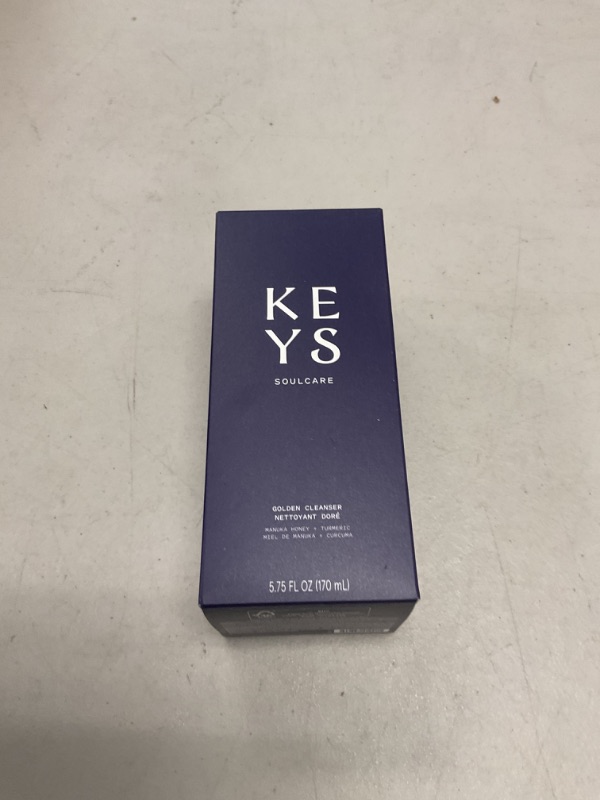 KE
YS
SOULCARE
GOLDEN CLEANSER
NETTOYANT DORÉ
MANUKA HONEY + TURMERIC
MIEL DE MANUKA + CURCUMA
5.75 FL OZ (170 mL)